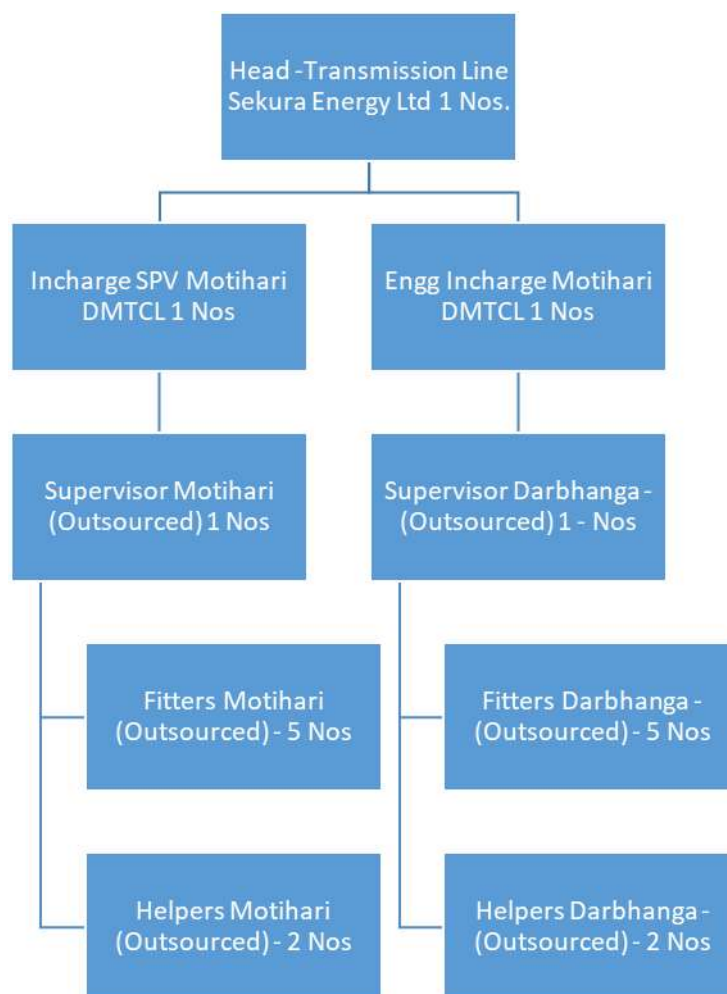 Head -Transmission Line
Sekura Energy Ltd 1 Nos.
Incharge SPV Motihari
DMTCL 1 Nos
Engg Incharge Motihari
DMTCL 1 Nos
Supervisor Motihari
(Outsourced) 1 Nos
Supervisor Darbhanga -
(Outsourced) 1 - Nos
Fitters Motihari
(Outsourced) - 5 Nos
Fitters Darbhanga -
(Outsourced) - 5 Nos
Helpers Motihari
(Outsourced) - 2 Nos
Helpers Darbhanga -
(Outsourced) - 2 Nos